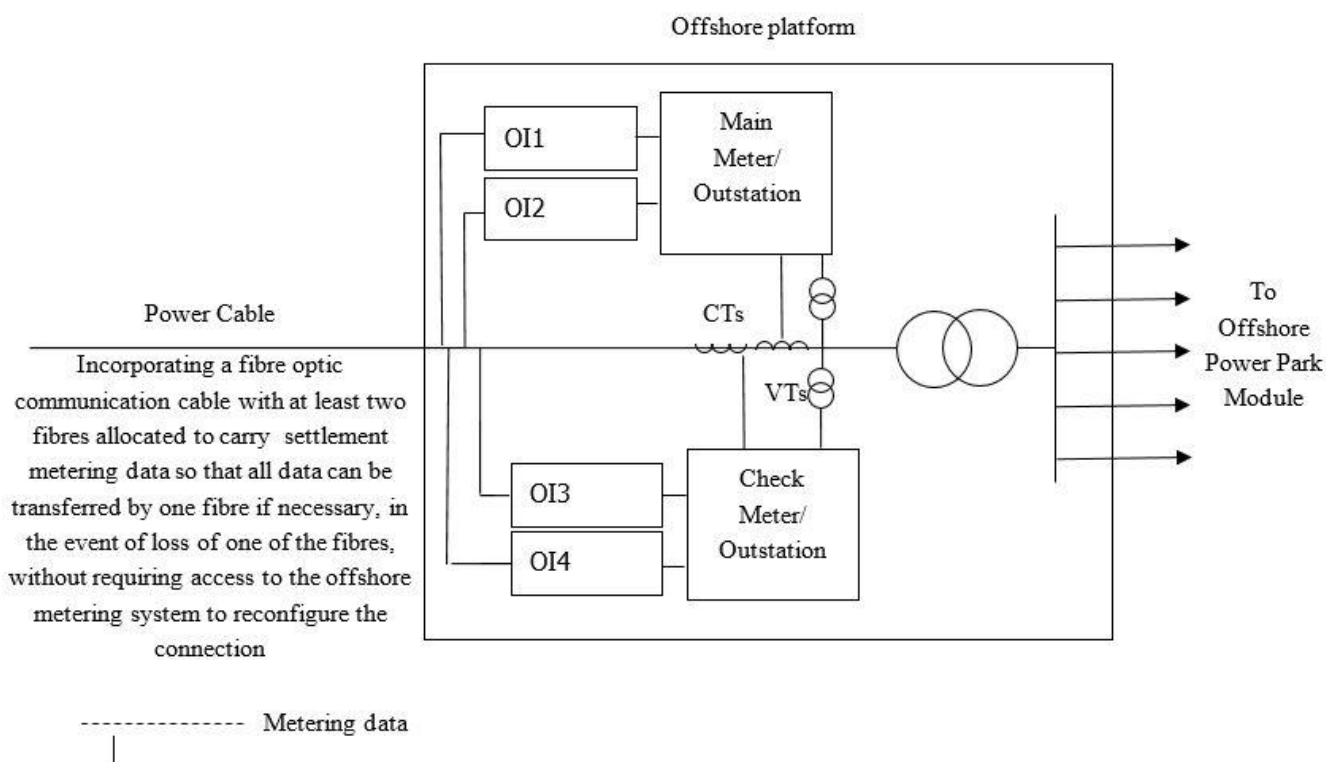 Offshore platform
OI1
OI2
Main
Meter/
Outstation
Power Cable
Incorporating a fibre optic
communication cable with at least two
fibres allocated to carry settlement
metering data so that all data can be
transferred by one fibre if necessary, in
the event of loss of one of the fibres,
without requiring access to the offshore
metering system to reconfigure the
connection
CTs
VTs
To
Offshore
Power Park
Module
OI3
OI4
Check
Meter/
Outstation
Metering data